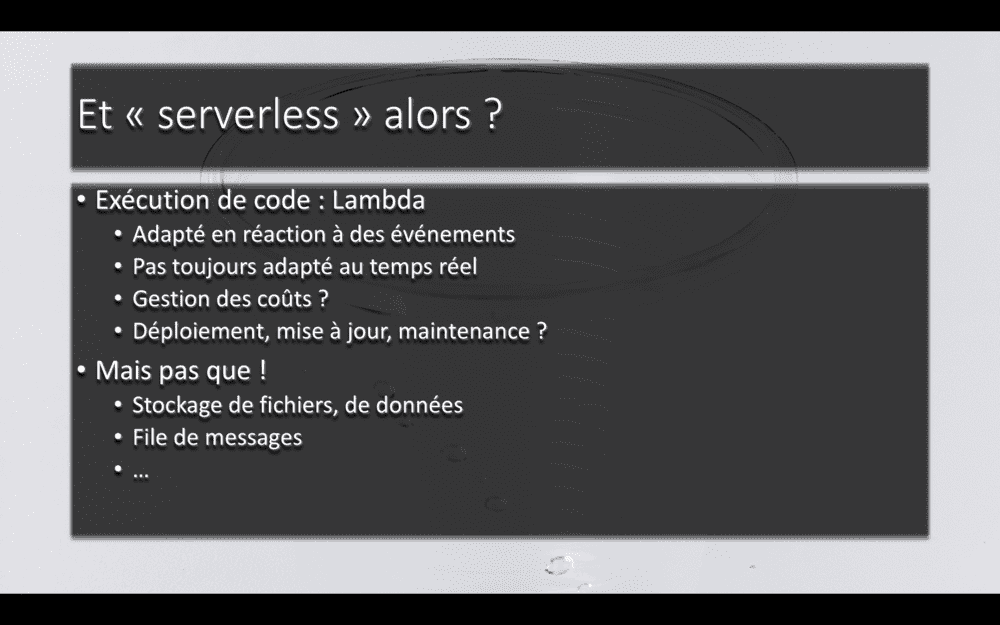 Et « serverless » alors ?
• Exécution de code : Lambda
• Adapté en réaction à des événements
• Pas toujours adapté au temps réel
• Gestion des coûts ?
• Déploiement, mise à jour, maintenance ?
• Mais pas que !
• Stockage de fichiers, de données
• File de messages
• ...